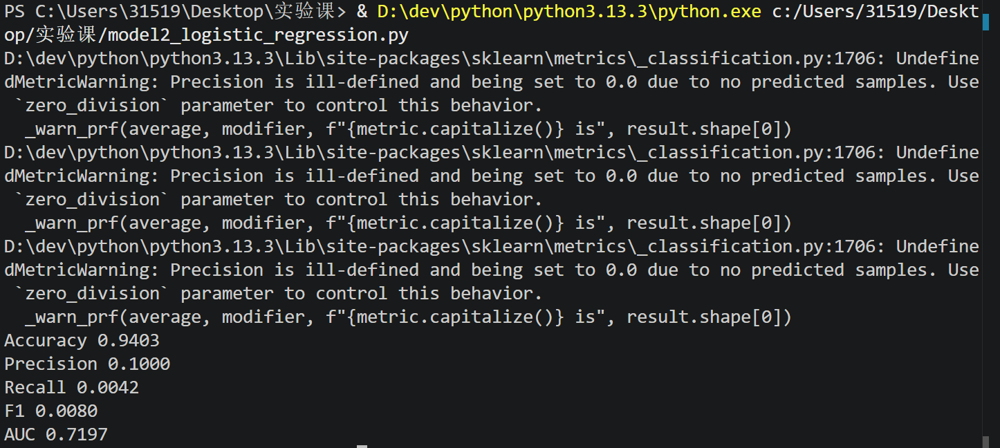 PS C:\Users\31519\Desktop\实验课> & D:\dev\python\python3.13.3\python.exe c:/Users/31519/Deskt
op/实验课/model2_logistic_regression.py
D:\dev\python\python3.13.3\Lib\site-packages\sklearn\metrics\_classification.py:1706: Undefine
dMetricWarning: Precision is ill-defined and being set to 0.0 due to no predicted samples. Use
 `zero_division` parameter to control this behavior.
  _warn_prf(average, modifier, f"{metric.capitalize()} is", result.shape[0])
D:\dev\python\python3.13.3\Lib\site-packages\sklearn\metrics\_classification.py:1706: Undefine
dMetricWarning: Precision is ill-defined and being set to 0.0 due to no predicted samples. Use
 `zero_division` parameter to control this behavior.
  _warn_prf(average, modifier, f"{metric.capitalize()} is", result.shape[0])
D:\dev\python\python3.13.3\Lib\site-packages\sklearn\metrics\_classification.py:1706: Undefine
dMetricWarning: Precision is ill-defined and being set to 0.0 due to no predicted samples. Use
 `zero_division` parameter to control this behavior.
  _warn_prf(average, modifier, f"{metric.capitalize()} is", result.shape[0])
Accuracy 0.9403
Precision 0.1000
Recall 0.0042
F1 0.0080
AUC 0.7197